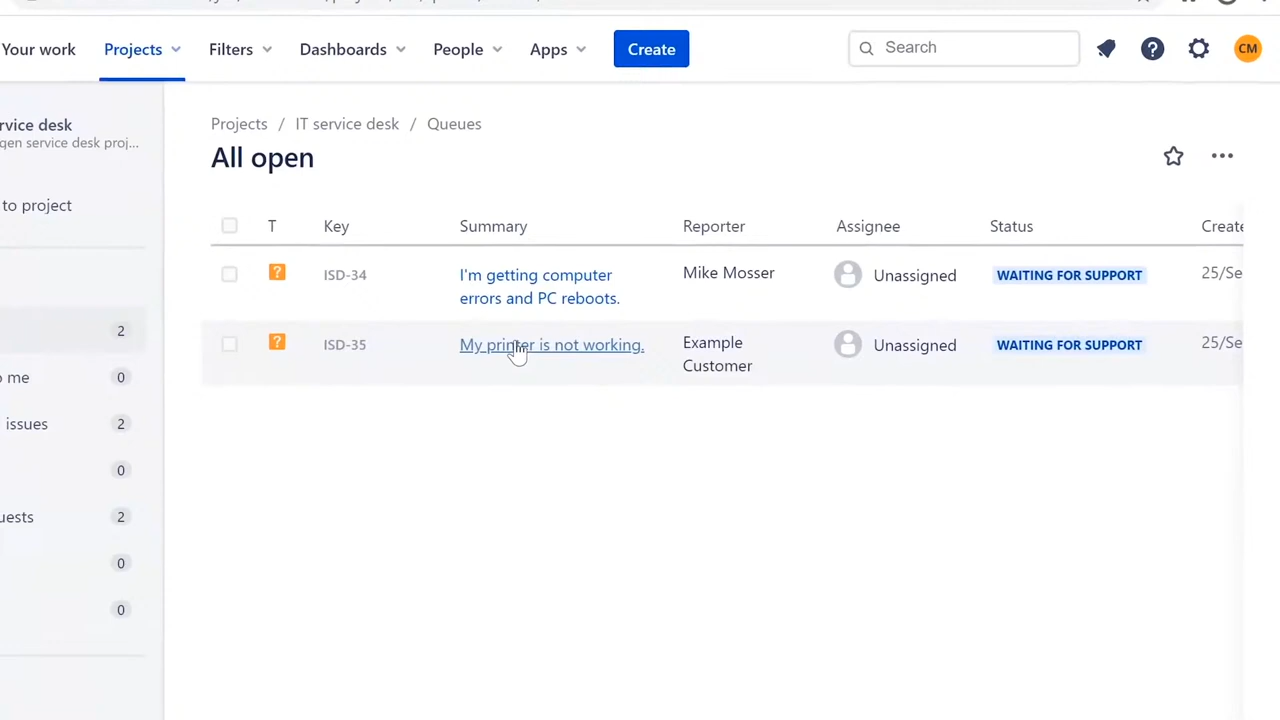 Your work
Projects
Filters
Dashboards
People
Apps
Create
Search
CM
rvice desk
gen service desk proj...
to project
2
o me
0
issues
2
0
uests
2
0
0
Projects / IT service desk / Queues
All open
T
Key
Summary
Reporter
Assignee
Status
Create
?
ISD-34
I'm getting computer
errors and PC reboots.
Mike Mosser
Unassigned
WAITING FOR SUPPORT
25/Se
?
ISD-35
My printer is not working.
Example
Customer
Unassigned
WAITING FOR SUPPORT
25/Se